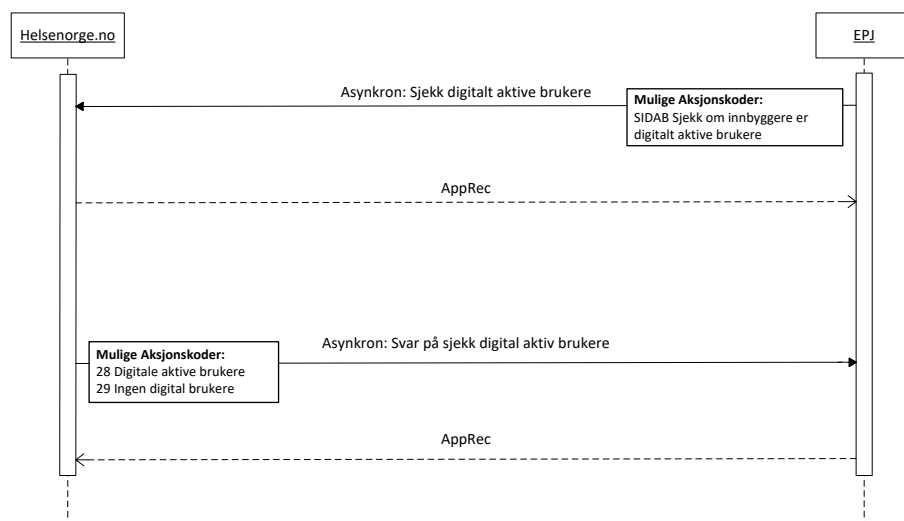 Helsenorge.no
EPJ
Asynkron: Sjekk digitalt aktive brukere
Mulige Aksjonskoder:
SIDAB Sjekk om innbyggere er
digitalt aktive brukere
AppRec
Asynkron: Svar på sjekk digital aktiv brukere
Mulige Aksjonskoder:
28 Digitale aktive brukere
29 Ingen digital brukere
AppRec